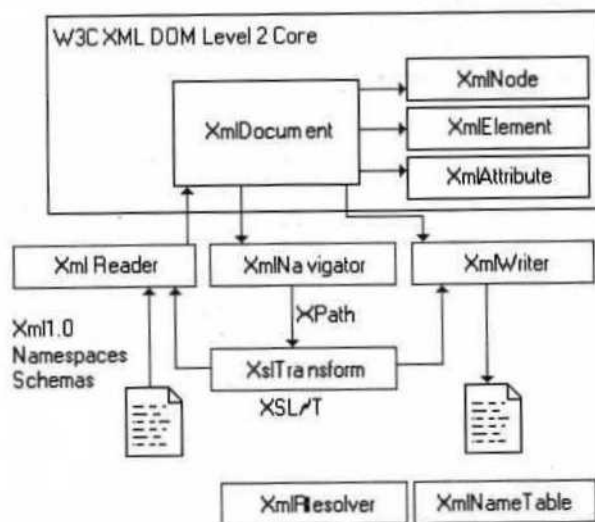 W3C XML DOM Level 2 Core
XmlNode
XmlDocument
XmlElement
XmlAttribute
Xml Reader
XmlNavigator
XmlWriter
XPath
Xml1.0
Namespaces
Schemas
XslTransform
XSL/T
XmlResolver
XmlNameTable